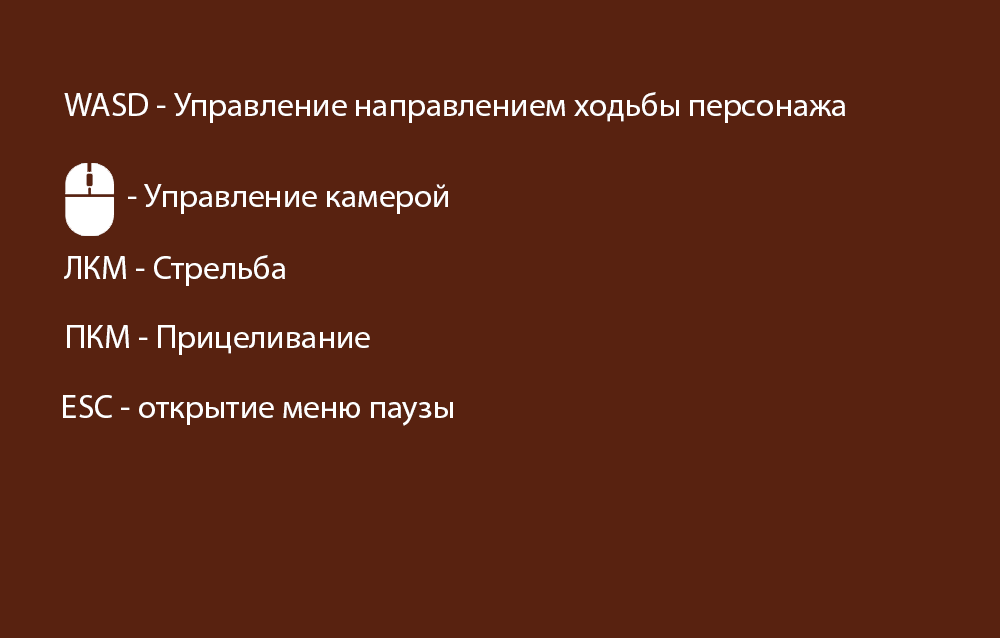 WASD - Управление направлением ходьбы персонажа
- Управление камерой
ЛКМ - Стрельба
ПКМ - Прицеливание
ESC - открытие меню паузы